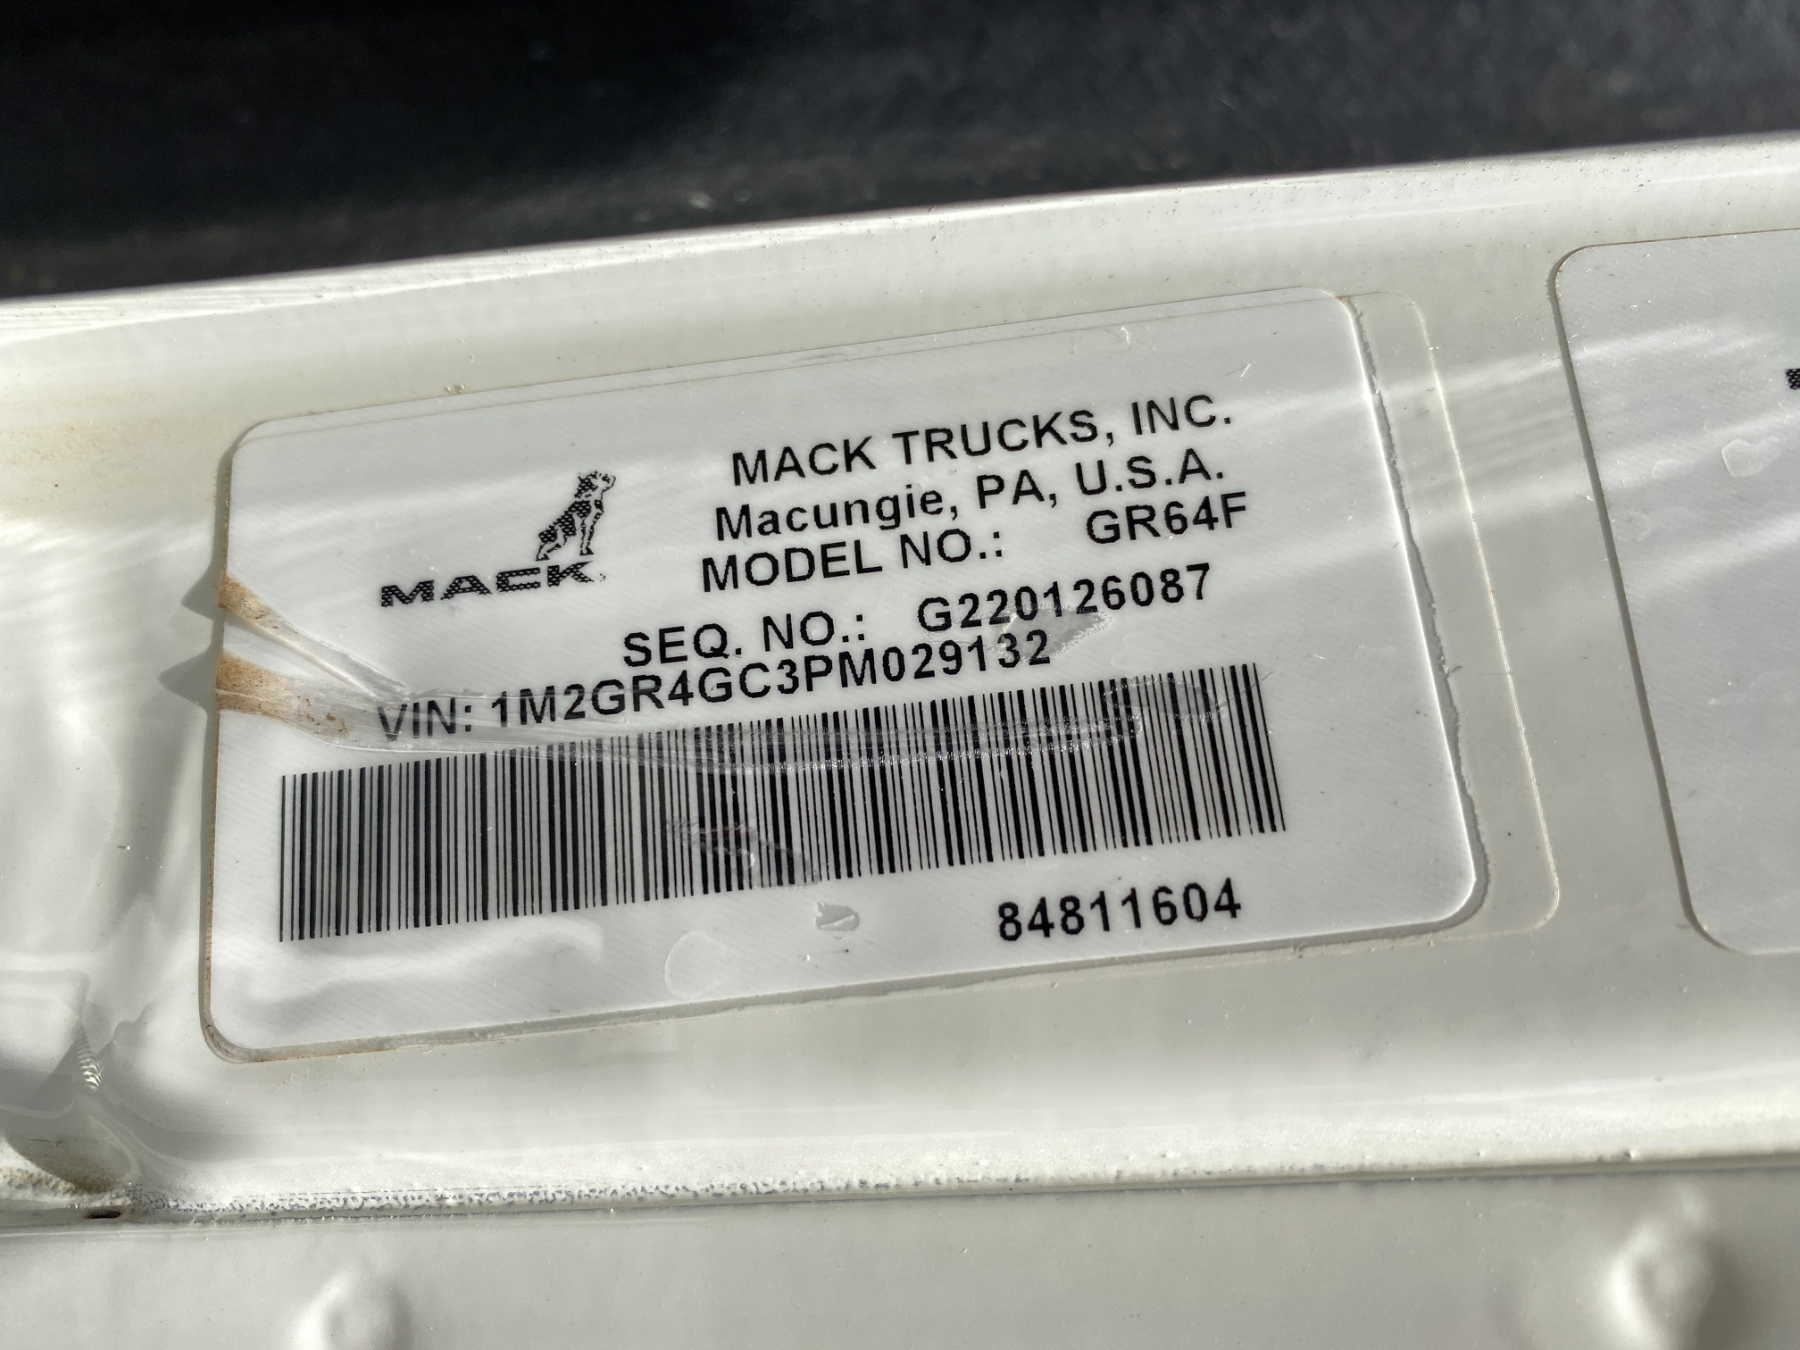 MACK TRUCKS, INC.
Macungie, PA, U.S.A.
MACK
MODEL NO.: GR64F
SEQ. NO.: G220126087
VIN: 1M2GR4GC3PM029132
84811604